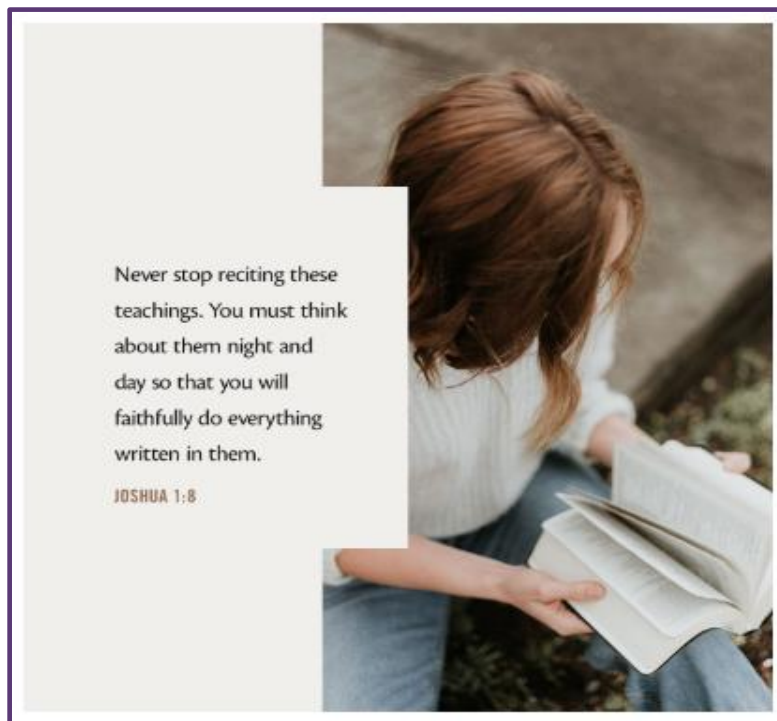 Never stop reciting these
teachings. You must think
about them night and
day so that you will
faithfully do everything
written in them.
JOSHUA 1:8